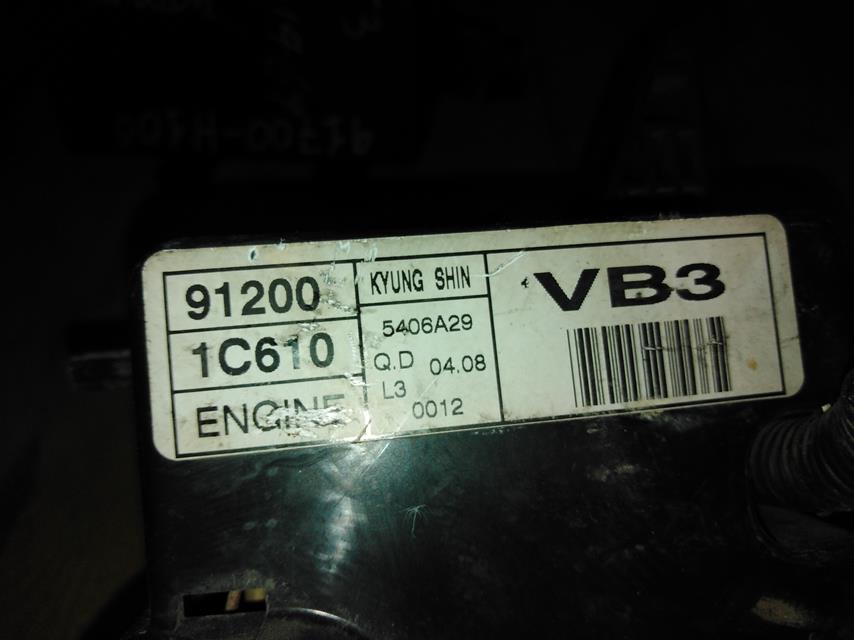 91200
1C610
ENGINE
KYUNG SHIN
5406A29
Q.D 04.08
L3
0012
VB3